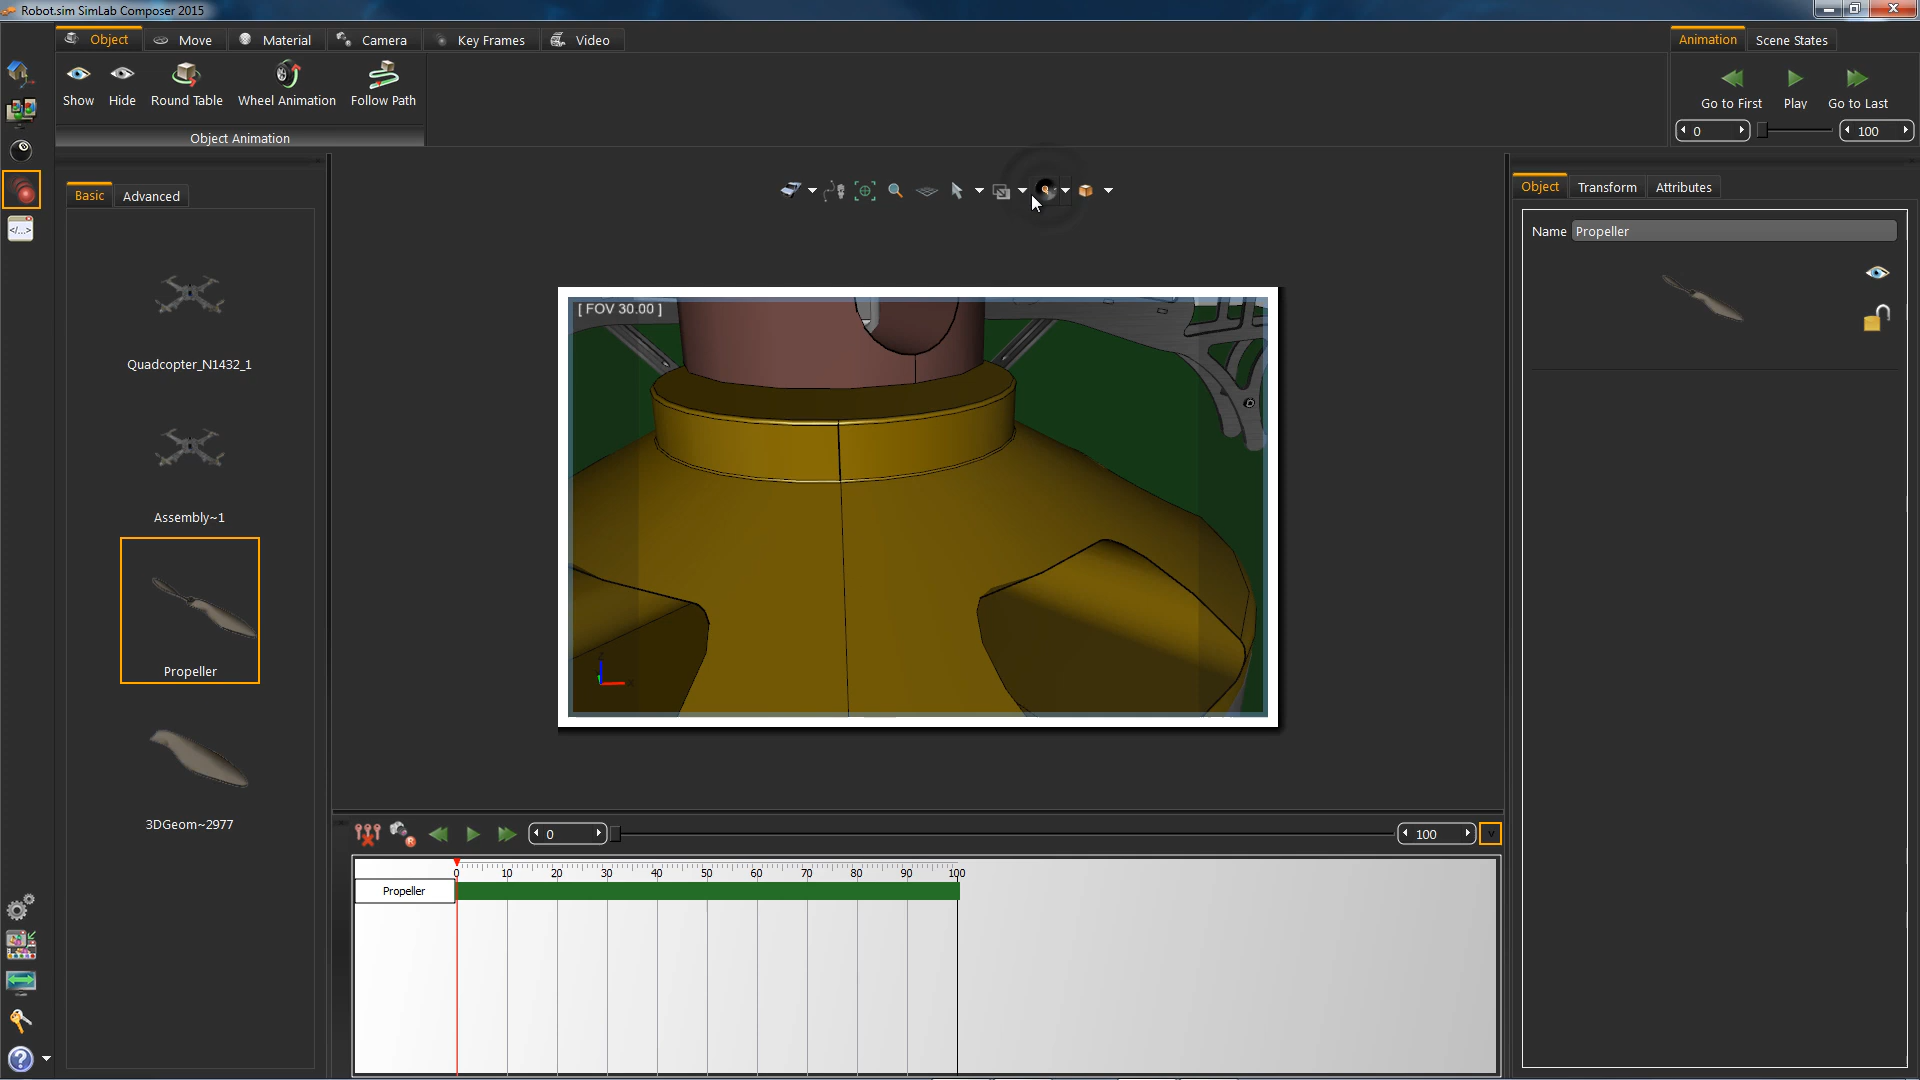 Robot.sim SimLab Composer 2015
Object
Move
Material
Camera
Key Frames
Video
Animation
Scene States
Show
Hide
Round Table
Wheel Animation
Follow Path
Object Animation
Go to First
Play
Go to Last
0
100
Basic
Advanced
Quadcopter_N1432_1
Assembly~1
Propeller
3DGeom~2977
[ FOV 30.00 ]
Object
Transform
Attributes
Name
Propeller
0
100
v
0 10 20 30 40 50 60 70 80 90 100
Propeller